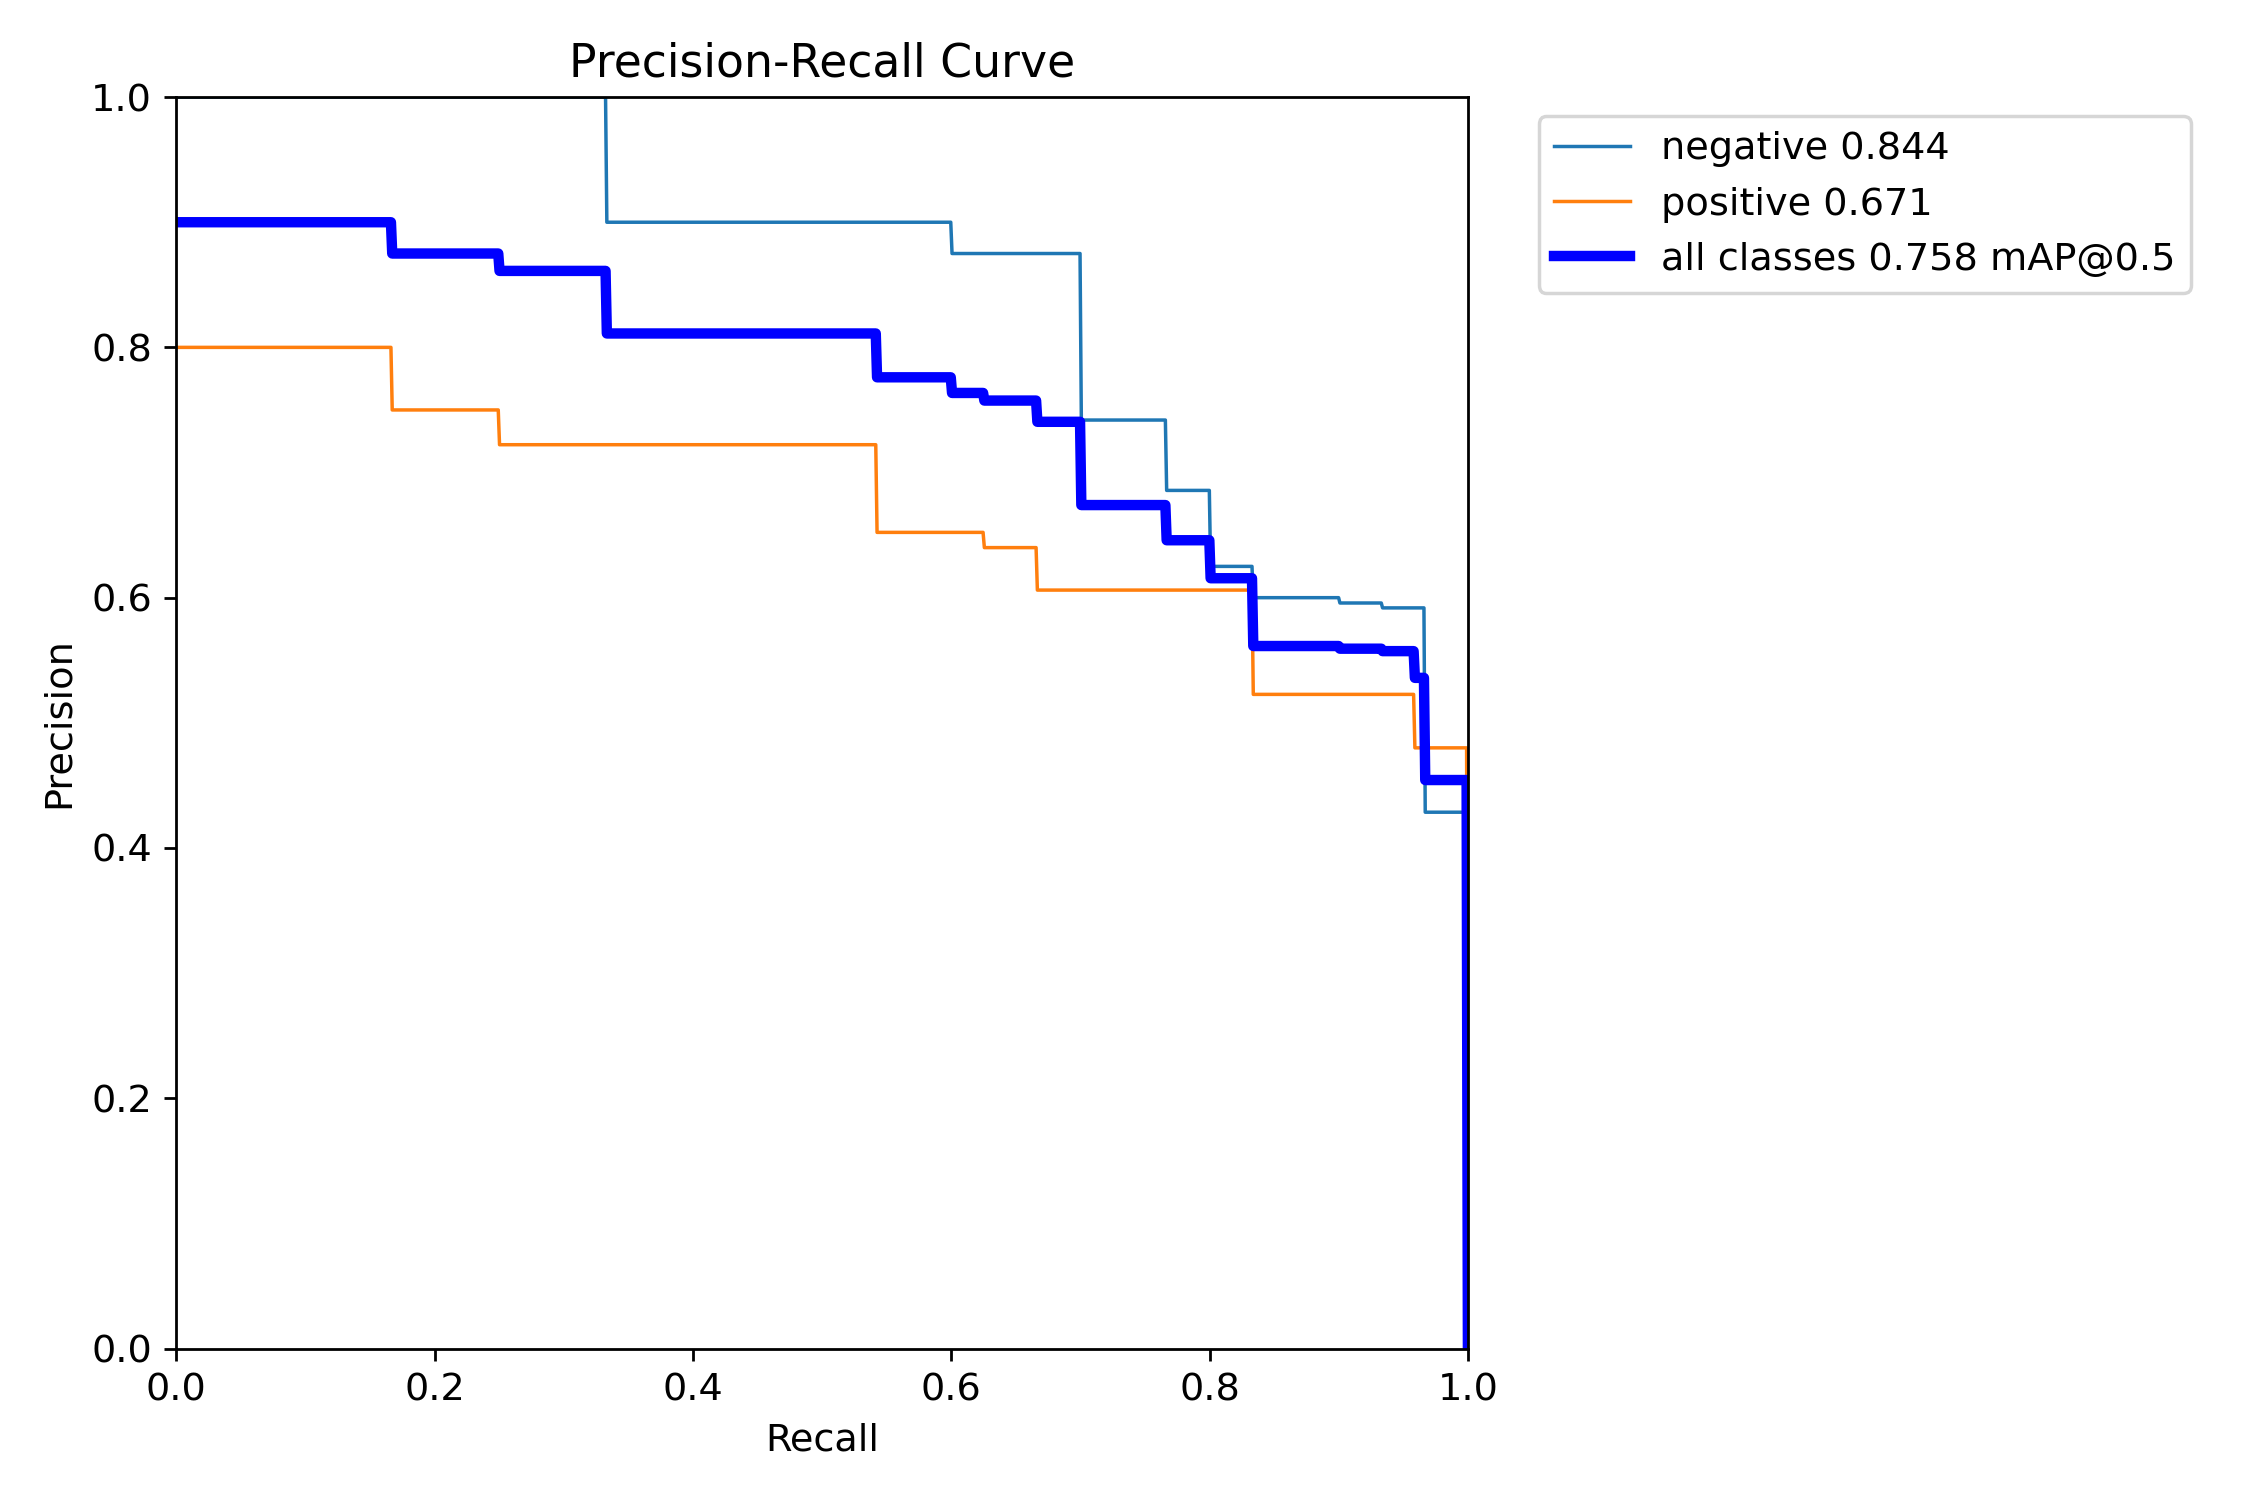 Precision-Recall Curve
1.0
0.8
0.6
0.4
0.2
0.0
Precision
0.0 0.2 0.4 0.6 0.8 1.0
Recall
negative 0.844
positive 0.671
all classes 0.758 mAP@0.5